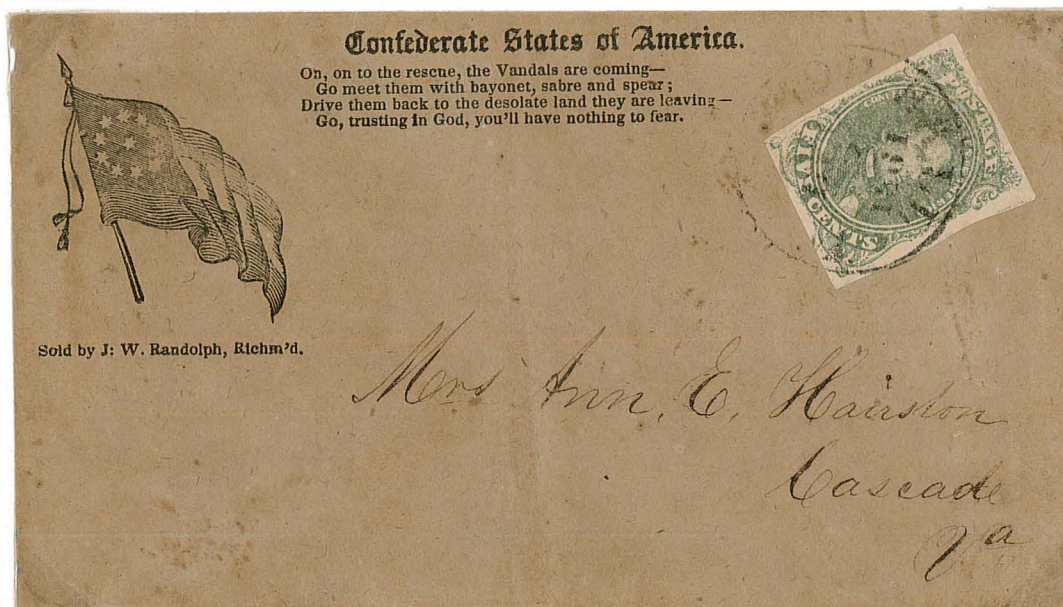 Confederate States of America.
On, on to the rescue, the Vandals are coming—
Go meet them with bayonet, sabre and spear;
Drive them back to the desolate land they are leaving—
Go, trusting in God, you'll have nothing to fear.
POSTAGE
CENTS
Sold by J: W. Randolph, Richm'd.
Mrs Ann. E. Hairston
Cascade
Va